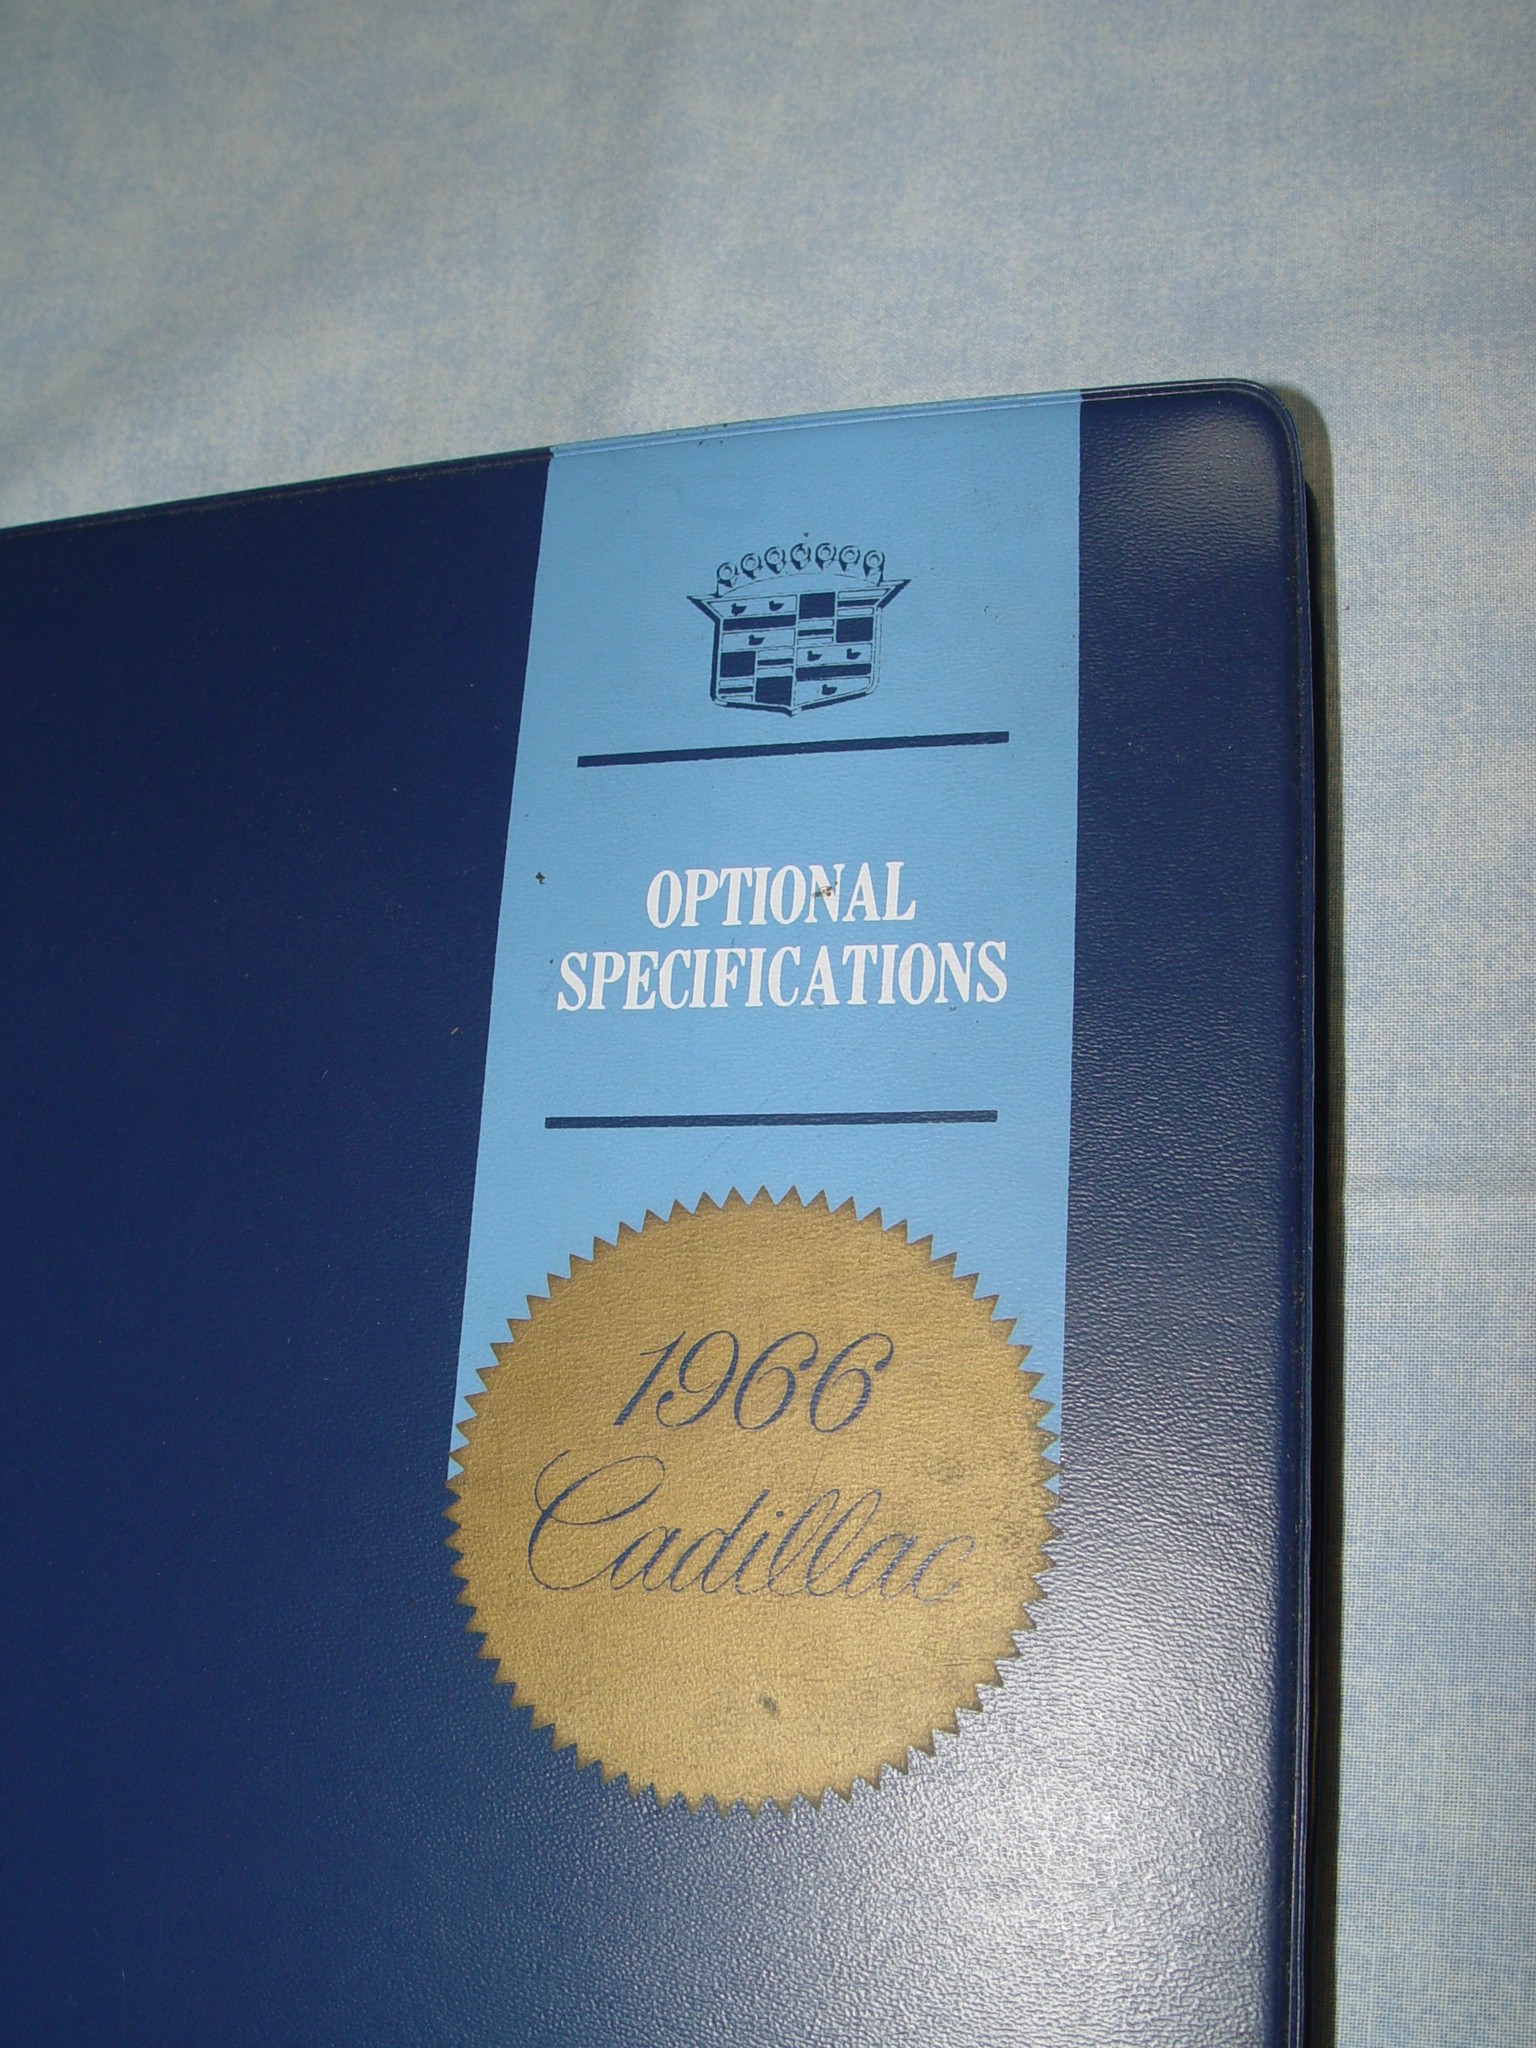 OPTIONAL
SPECIFICATIONS
1966
Cadillac